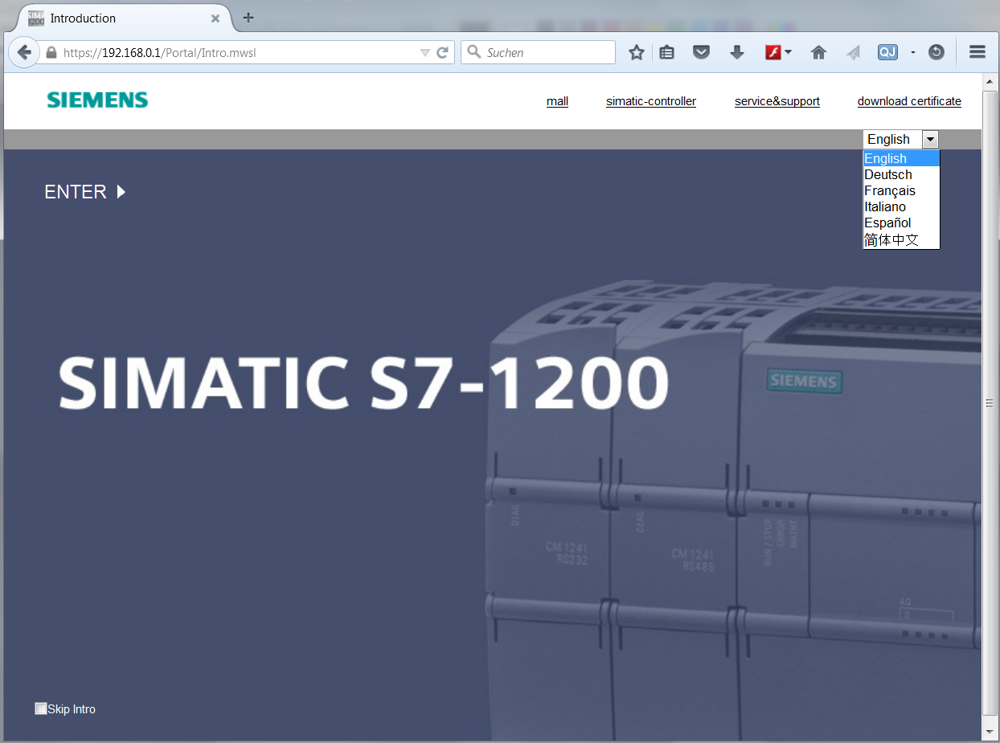 Introduction
https://192.168.0.1/Portal/Intro.mwsl
Suchen
QJ
SIEMENS
mall simatic-controller service&support download certificate
English
English
Deutsch
Français
Italiano
Español
简体中文
ENTER
SIMATIC S7-1200
SIEMENS
DIAG
DIAG
RUN / STOP
ERROR
MAINT
CM 1241
RS232
CM 1241
RS485
AQ
0
Skip Intro